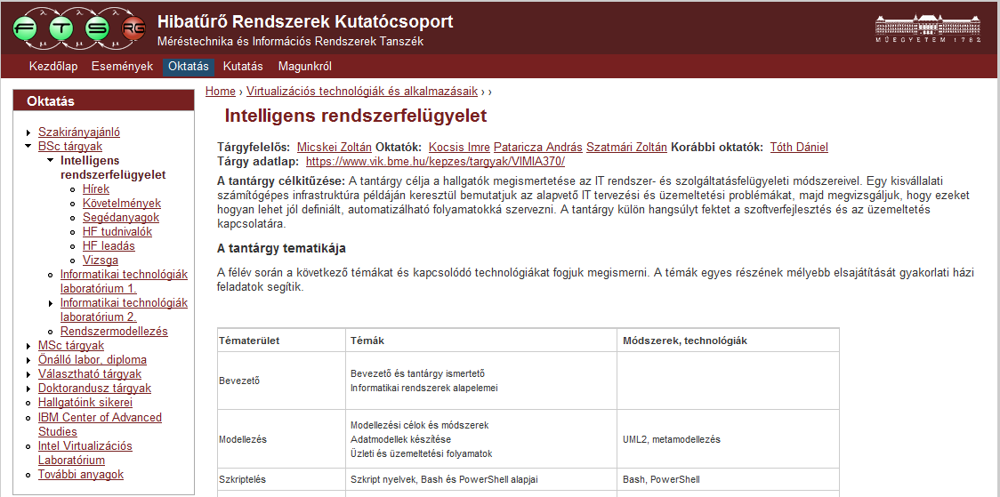 FTSRG
λ λ λ
Hibatűrő Rendszerek Kutatócsoport
Méréstechnika és Információs Rendszerek Tanszék
MŰEGYETEM 1782
Kezdőlap Események Oktatás Kutatás Magunkról
Oktatás
Szakirányajánló
BSc tárgyak
Intelligens
rendszerfelügyelet
Hírek
Követelmények
Segédanyagok
HF tudnivalók
HF leadás
Vizsga
Informatikai technológiák
laboratórium 1.
Informatikai technológiák
laboratórium 2.
Rendszermodellezés
MSc tárgyak
Önálló labor, diploma
Választható tárgyak
Doktorandusz tárgyak
Hallgatóink sikerei
IBM Center of Advanced
Studies
Intel Virtualizációs
Laboratórium
További anyagok
Home › Virtualizációs technológiák és alkalmazásaik › ›
Intelligens rendszerfelügyelet
Tárgyfelelős: Micskei Zoltán Oktatók: Kocsis Imre Pataricza András Szatmári Zoltán Korábbi oktatók: Tóth Dániel
Tárgy adatlap: https://www.vik.bme.hu/kepzes/targyak/VIMIA370/
A tantárgy célkitűzése: A tantárgy célja a hallgatók megismertetése az IT rendszer- és szolgáltatásfelügyeleti módszereivel. Egy kisvállalati
számítógépes infrastruktúra példáján keresztül bemutatjuk az alapvető IT tervezési és üzemeltetési problémákat, majd megvizsgáljuk, hogy ezeket
hogyan lehet jól definiált, automatizálható folyamatokká szervezni. A tantárgy külön hangsúlyt fektet a szoftverfejlesztés és az üzemeltetés
kapcsolatára.
A tantárgy tematikája
A félév során a következő témákat és kapcsolódó technológiákat fogjuk megismerni. A témák egyes részének mélyebb elsajátítását gyakorlati házi
feladatok segítik.
Tématerület Témák Módszerek, technológiák
Bevezető
Bevezető és tantárgy ismertető
Informatikai rendszerek alapelemei
Modellezés
Modellezési célok és módszerek
Adatmodellek készítése
Üzleti és üzemeltetési folyamatok
UML2, metamodellezés
Szkriptelés Szkript nyelvek, Bash és PowerShell alapjai Bash, PowerShell